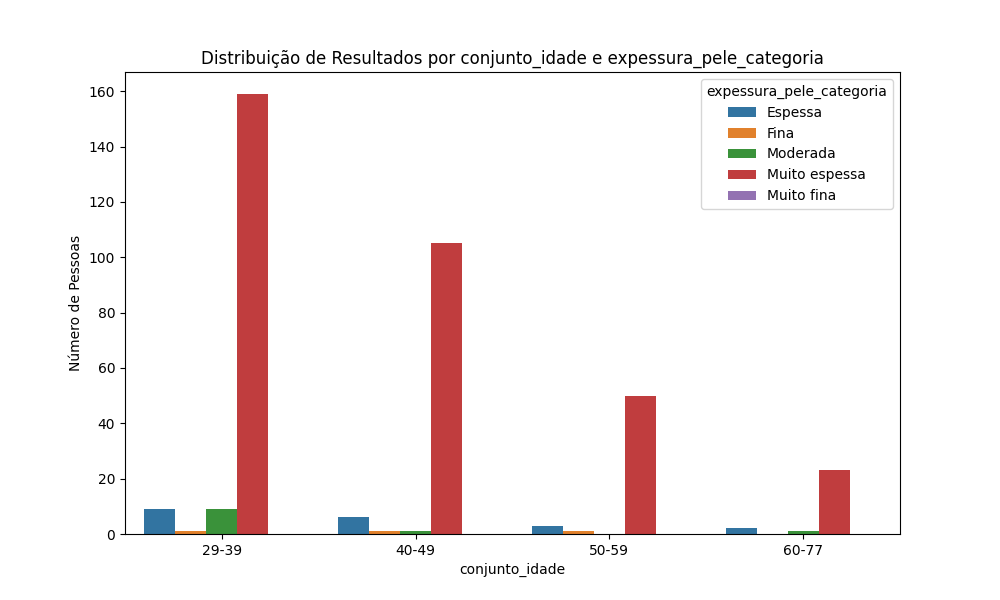 Distribuição de Resultados por conjunto_idade e expessura_pele_categoria
expessura_pele_categoria
Espessa
Fina
Moderada
Muito espessa
Muito fina
Número de Pessoas
160
140
120
100
80
60
40
20
0
29-39
40-49
50-59
60-77
conjunto_idade